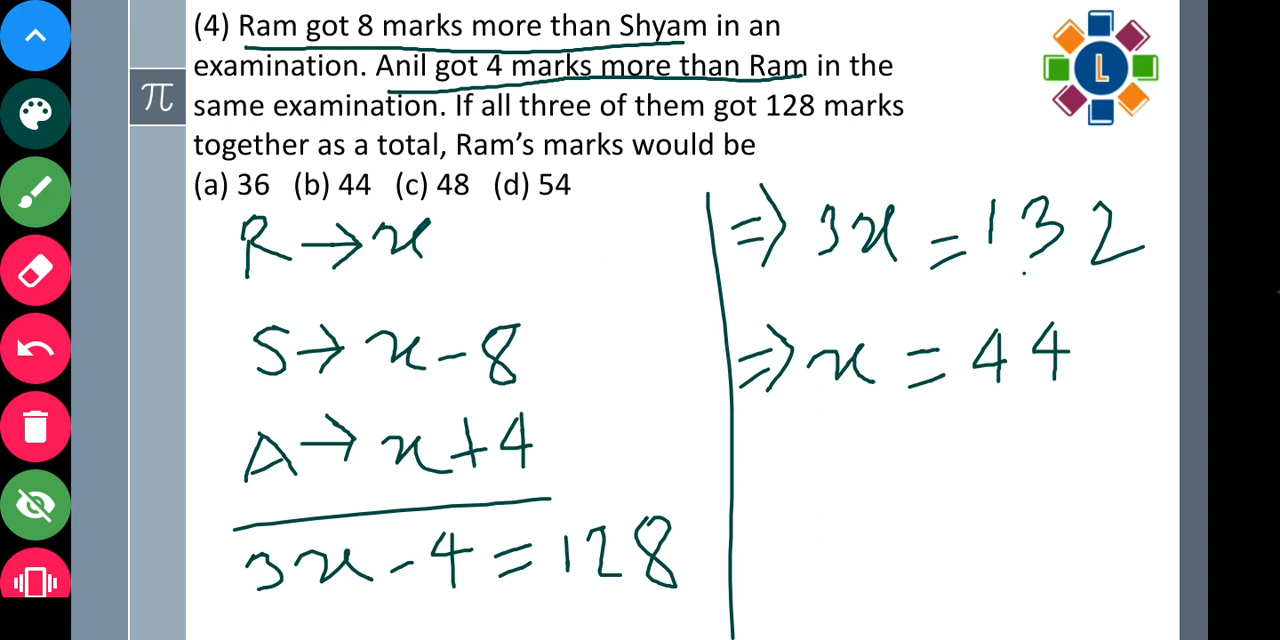 (4) Ram got 8 marks more than Shyam in an
examination. Anil got 4 marks more than Ram in the
same examination. If all three of them got 128 marks
together as a total, Ram’s marks would be
(a) 36 (b) 44 (c) 48 (d) 54
π
L
R → x
S → x - 8
A → x + 4
3x - 4 = 128
⇒ 3x = 132
⇒ x = 44